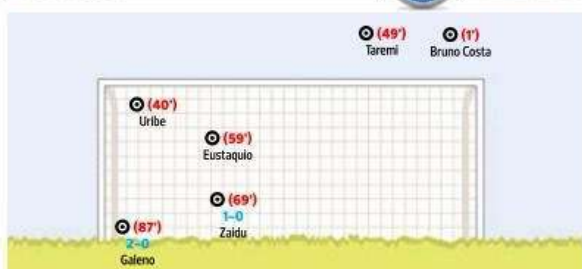 (49')
Taremi
(1')
Bruno Costa
(40')
Uribe
(59')
Eustaquio
(69')
1-0
Zaidu
(87')
2-0
Galeno